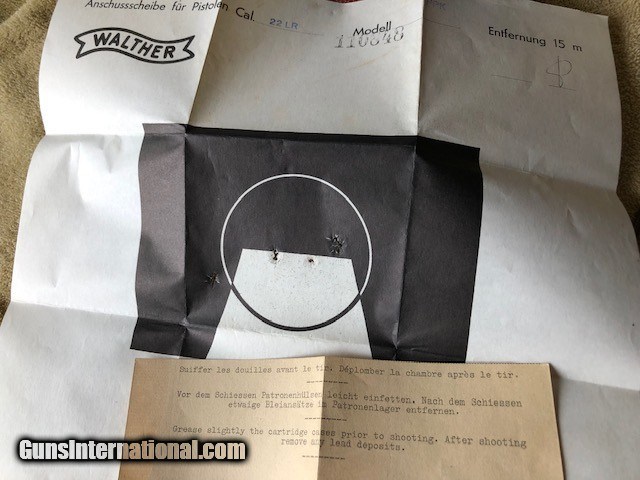 Anschussscheibe für Pistolen Cal. 22 LR Modell Entfernung 15 m
WALTHER
110848
Suiffer les douilles avant le tir. Déplomber la chambre après le tir.
Vor dem Schiessen Patronenhülsen leicht einfetten. Nach dem Schiessen
etwaige Bleiansätze im Patronenlager entfernen.
Grease slightly the cartridge cases prior to shooting. After shooting
remove any lead deposits.
GunsInternational.com